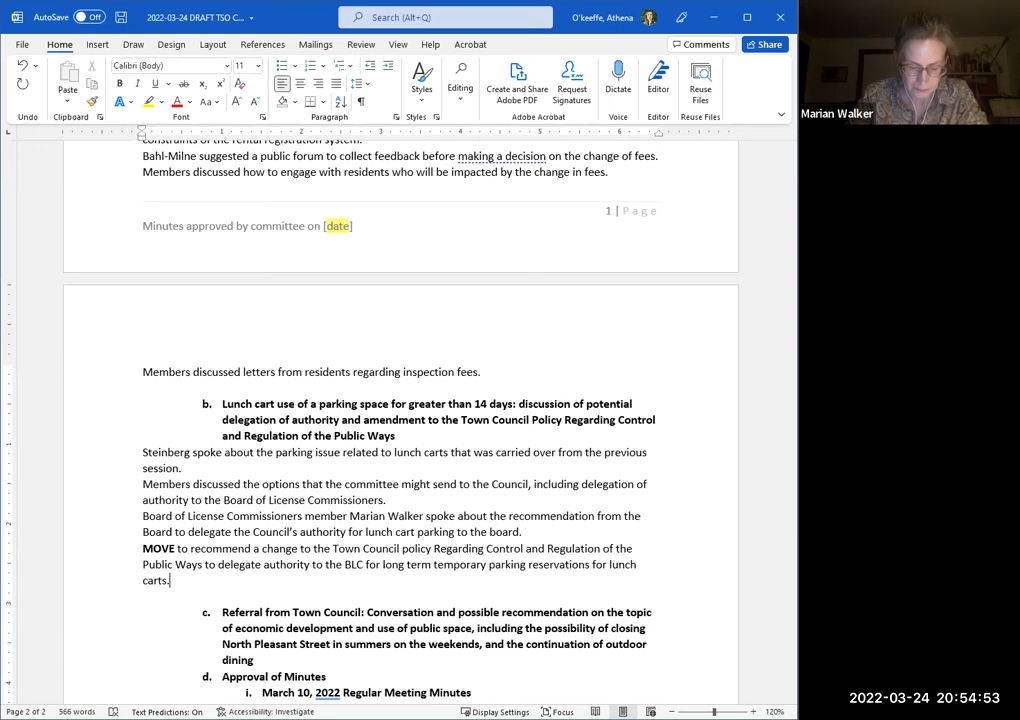 AutoSave Off 2022-03-24 DRAFT TSO C... Search (Alt+Q) O'keeffe, Athena
File Home Insert Draw Design Layout References Mailings Review View Help Acrobat Comments Share
Calibri (Body) 11
Paste
Styles
Editing
Create and Share Adobe PDF
Request Signatures
Dictate
Editor
Reuse Files
Undo Clipboard Font Paragraph Styles Adobe Acrobat Voice Editor Reuse Files
constraints of the rental registration system.
Bahl-Milne suggested a public forum to collect feedback before making a decision on the change of fees.
Members discussed how to engage with residents who will be impacted by the change in fees.
1 | Page
Minutes approved by committee on [date]
Members discussed letters from residents regarding inspection fees.
b. Lunch cart use of a parking space for greater than 14 days: discussion of potential
delegation of authority and amendment to the Town Council Policy Regarding Control
and Regulation of the Public Ways
Steinberg spoke about the parking issue related to lunch carts that was carried over from the previous
session.
Members discussed the options that the committee might send to the Council, including delegation of
authority to the Board of License Commissioners.
Board of License Commissioners member Marian Walker spoke about the recommendation from the
Board to delegate the Council's authority for lunch cart parking to the board.
MOVE to recommend a change to the Town Council policy Regarding Control and Regulation of the
Public Ways to delegate authority to the BLC for long term temporary parking reservations for lunch
carts.
c. Referral from Town Council: Conversation and possible recommendation on the topic
of economic development and use of public space, including the possibility of closing
North Pleasant Street in summers on the weekends, and the continuation of outdoor
dining
d. Approval of Minutes
i. March 10, 2022 Regular Meeting Minutes
Page 2 of 2 566 words Text Predictions: On Accessibility: Investigate Display Settings Focus 120%
Marian Walker
2022-03-24 20:54:53